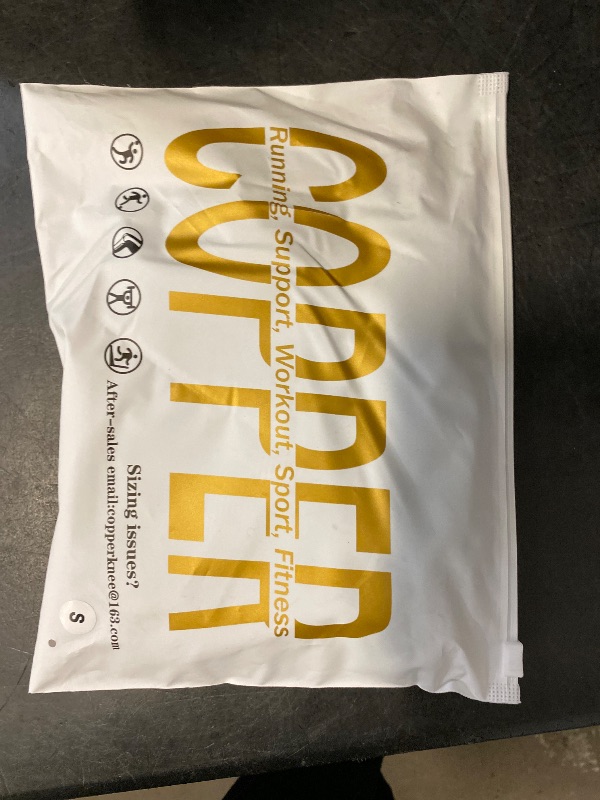 COPPER
Running, Support, Workout, Sport, Fitness
Sizing issues?
After-sales email:copperknee@163.com
S